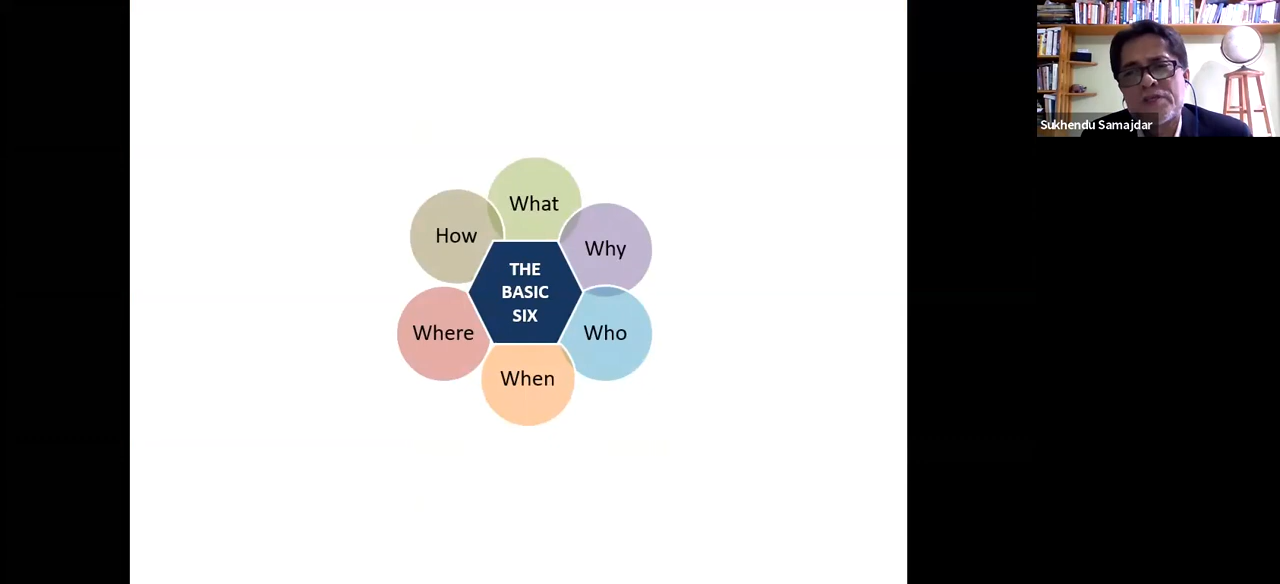 What
Why
Who
When
Where
How
THE
BASIC
SIX
Sukhendu Samajdar